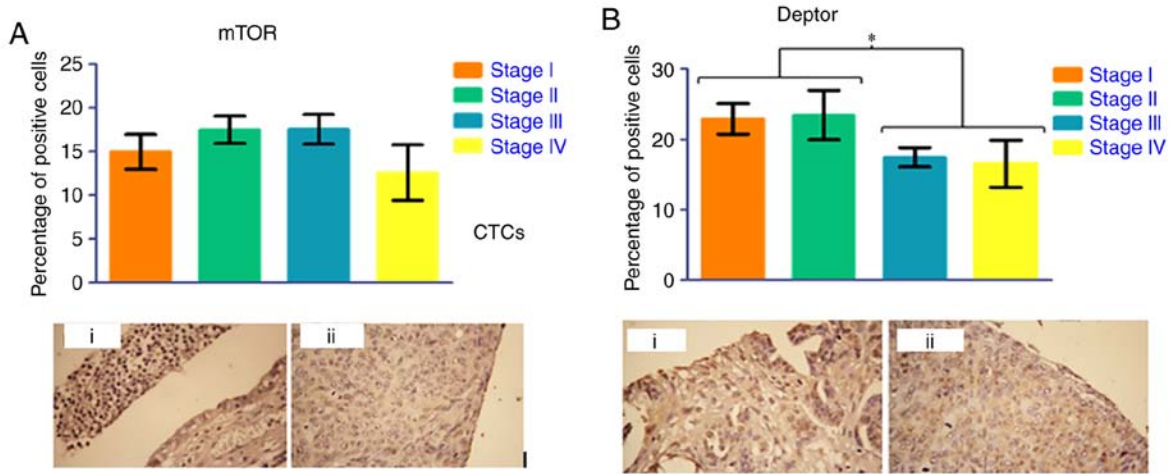 A
mTOR
Percentage of positive cells
25
20
15
10
5
0
Stage I
Stage II
Stage III
Stage IV
CTCs
i
ii
B
Deptor
*
Percentage of positive cells
30
20
10
0
Stage I
Stage II
Stage III
Stage IV
i
ii